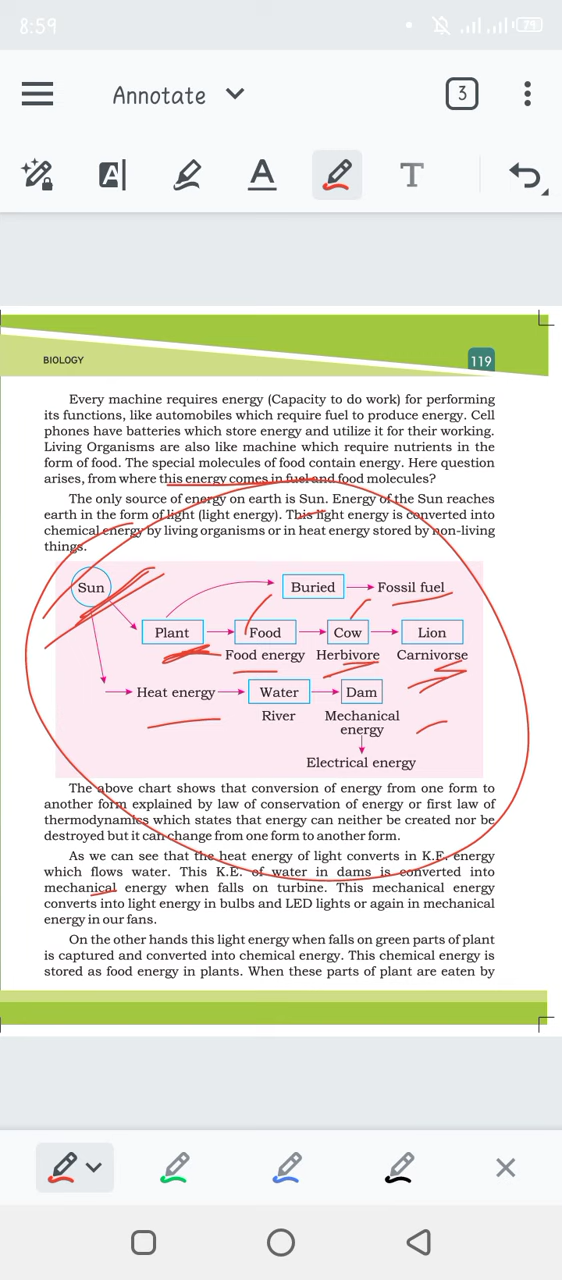 8:59
79
Annotate
3
A
A
T
BIOLOGY
119
Every machine requires energy (Capacity to do work) for performing
its functions, like automobiles which require fuel to produce energy. Cell
phones have batteries which store energy and utilize it for their working.
Living Organisms are also like machine which require nutrients in the
form of food. The special molecules of food contain energy. Here question
arises, from where this energy comes in fuel and food molecules?
The only source of energy on earth is Sun. Energy of the Sun reaches
earth in the form of light (light energy). This light energy is converted into
chemical energy by living organisms or in heat energy stored by non-living
things.
Sun
Buried
Fossil fuel
Plant
Food
Cow
Lion
Food energy
Herbivore
Carnivorse
Heat energy
Water
Dam
River
Mechanical
energy
Electrical energy
The above chart shows that conversion of energy from one form to
another form explained by law of conservation of energy or first law of
thermodynamics which states that energy can neither be created nor be
destroyed but it can change from one form to another form.
As we can see that the heat energy of light converts in K.E. energy
which flows water. This K.E. of water in dams is converted into
mechanical energy when falls on turbine. This mechanical energy
converts into light energy in bulbs and LED lights or again in mechanical
energy in our fans.
On the other hands this light energy when falls on green parts of plant
is captured and converted into chemical energy. This chemical energy is
stored as food energy in plants. When these parts of plant are eaten by